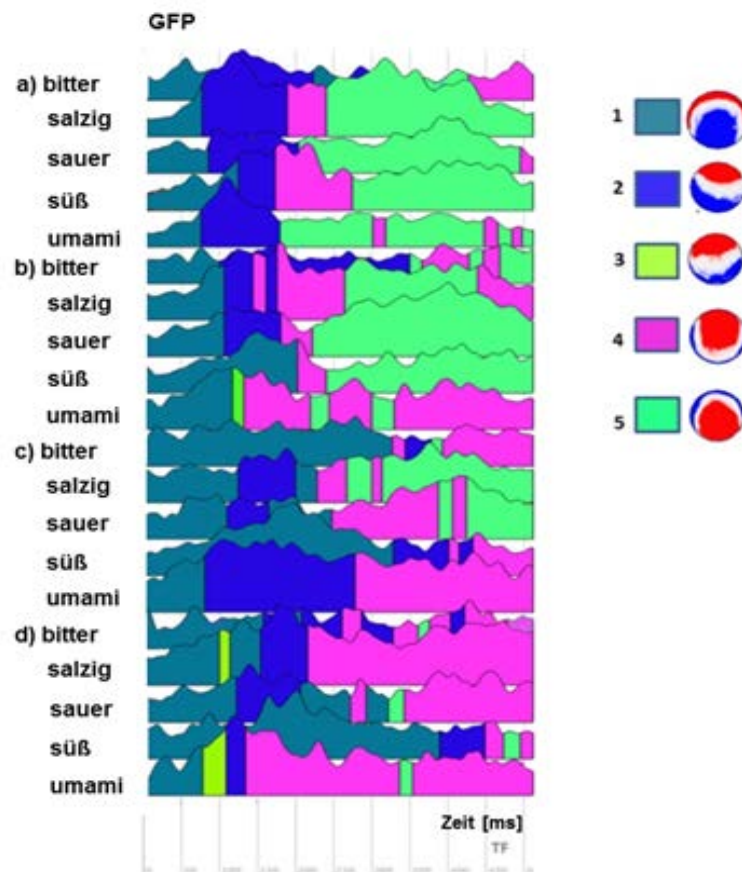 GFP
a) bitter
salzig
sauer
süß
umami
b) bitter
salzig
sauer
süß
umami
c) bitter
salzig
sauer
süß
umami
d) bitter
salzig
sauer
süß
umami
Zeit [ms]
TF
1
2
3
4
5